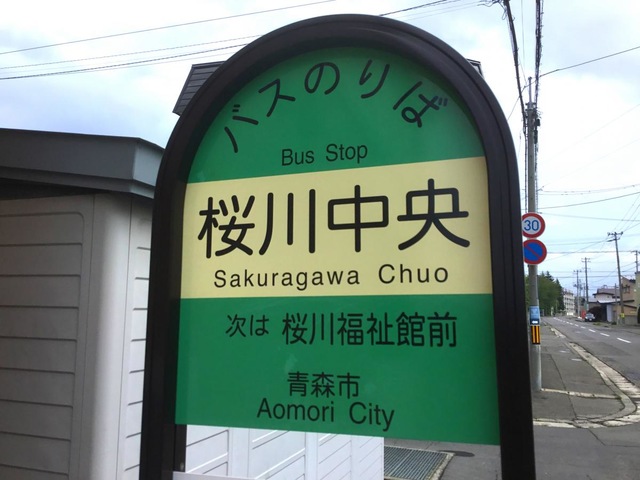 バスのりば
Bus Stop
桜川中央
Sakuragawa Chuo
次は 桜川福祉館前
青森市
Aomori City
30